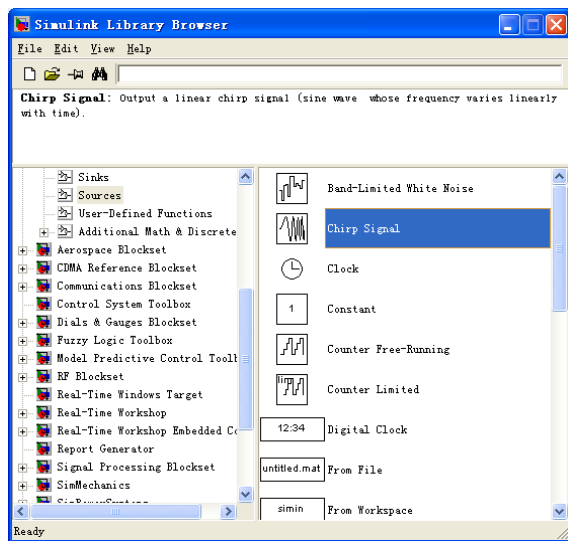 Simulink Library Browser
File Edit View Help
Chirp Signal: Output a linear chirp signal (sine wave whose frequency varies linearly
with time).
Sinks
Sources
User-Defined Functions
Additional Math & Discrete
Aerospace Blockset
CDMA Reference Blockset
Communications Blockset
Control System Toolbox
Dials & Gauges Blockset
Fuzzy Logic Toolbox
Model Predictive Control Toolb
RF Blockset
Real-Time Windows Target
Real-Time Workshop
Real-Time Workshop Embedded Co
Report Generator
Signal Processing Blockset
SimMechanics
Band-Limited White Noise
Chirp Signal
Clock
1 Constant
Counter Free-Running
lim Counter Limited
12:34 Digital Clock
untitled.mat From File
simin From Workspace
Ready